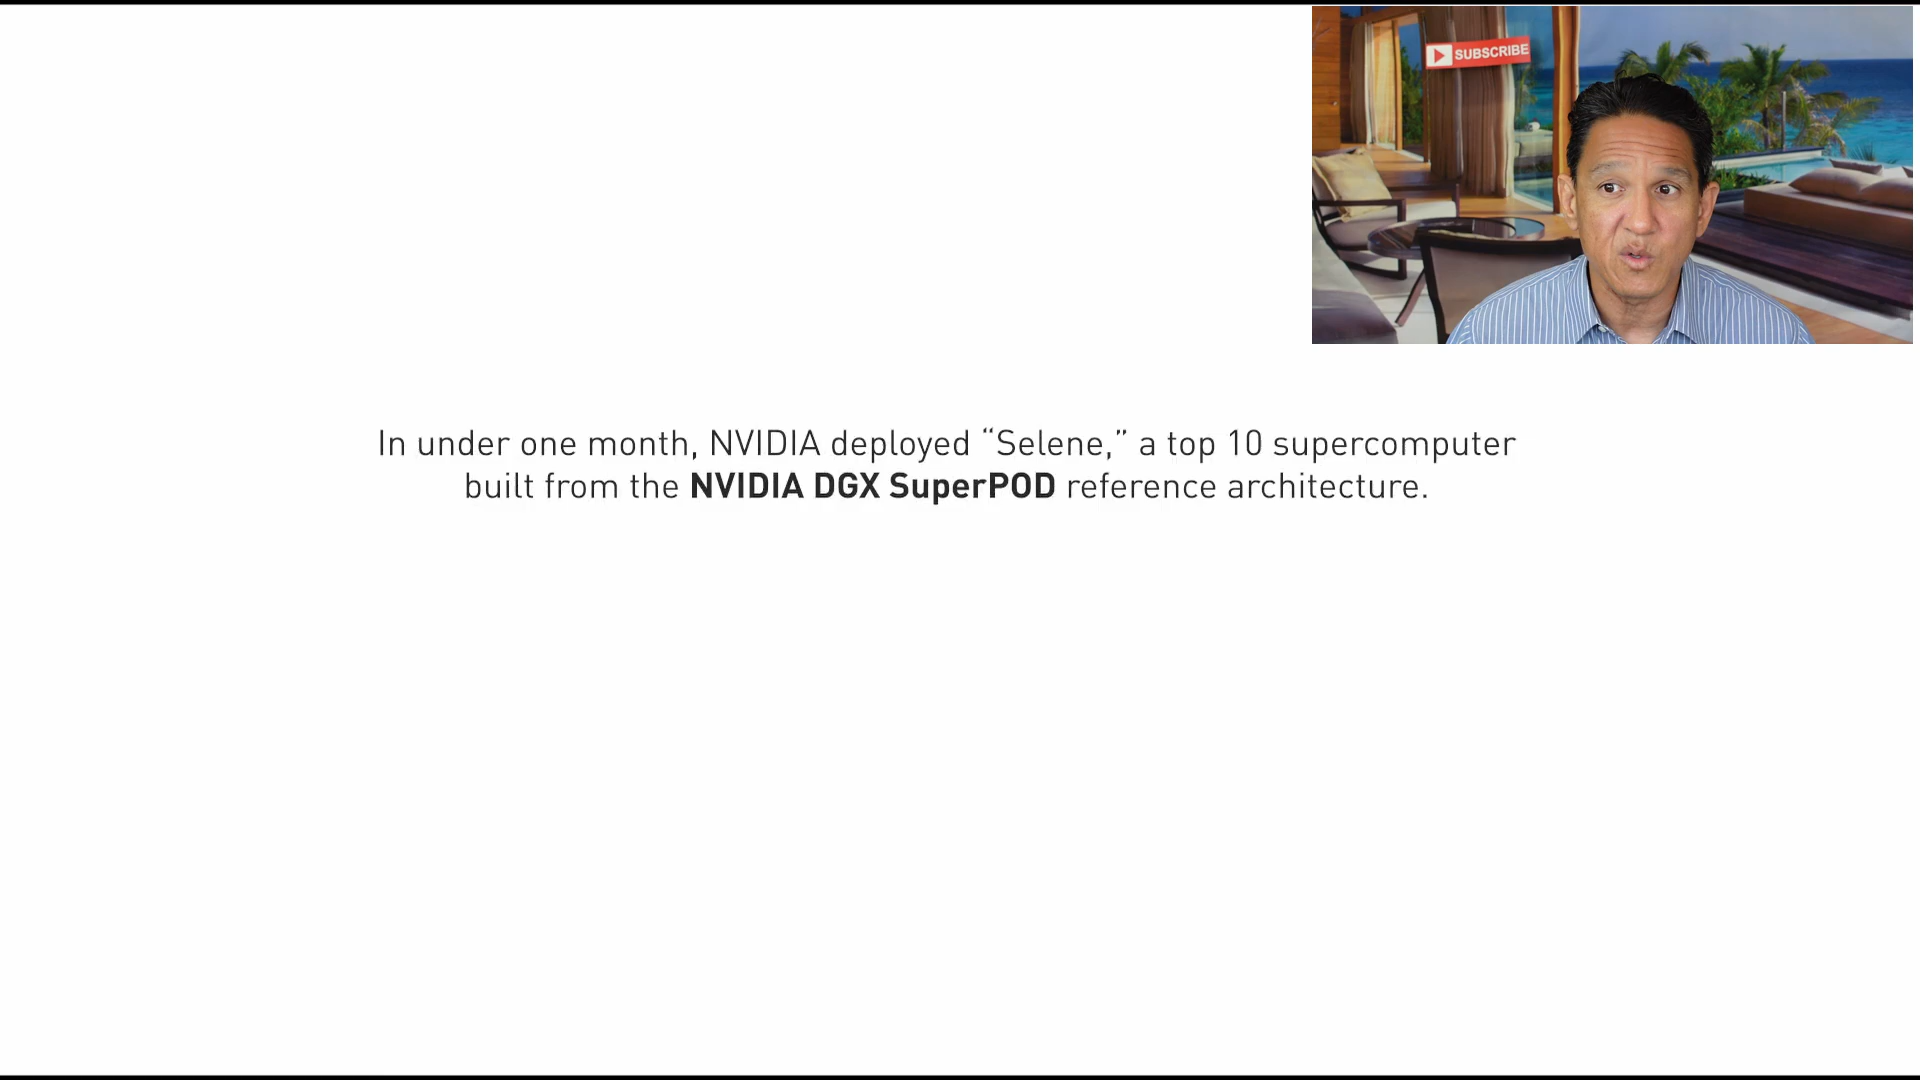 SUBSCRIBE
In under one month, NVIDIA deployed “Selene,” a top 10 supercomputer
built from the NVIDIA DGX SuperPOD reference architecture.